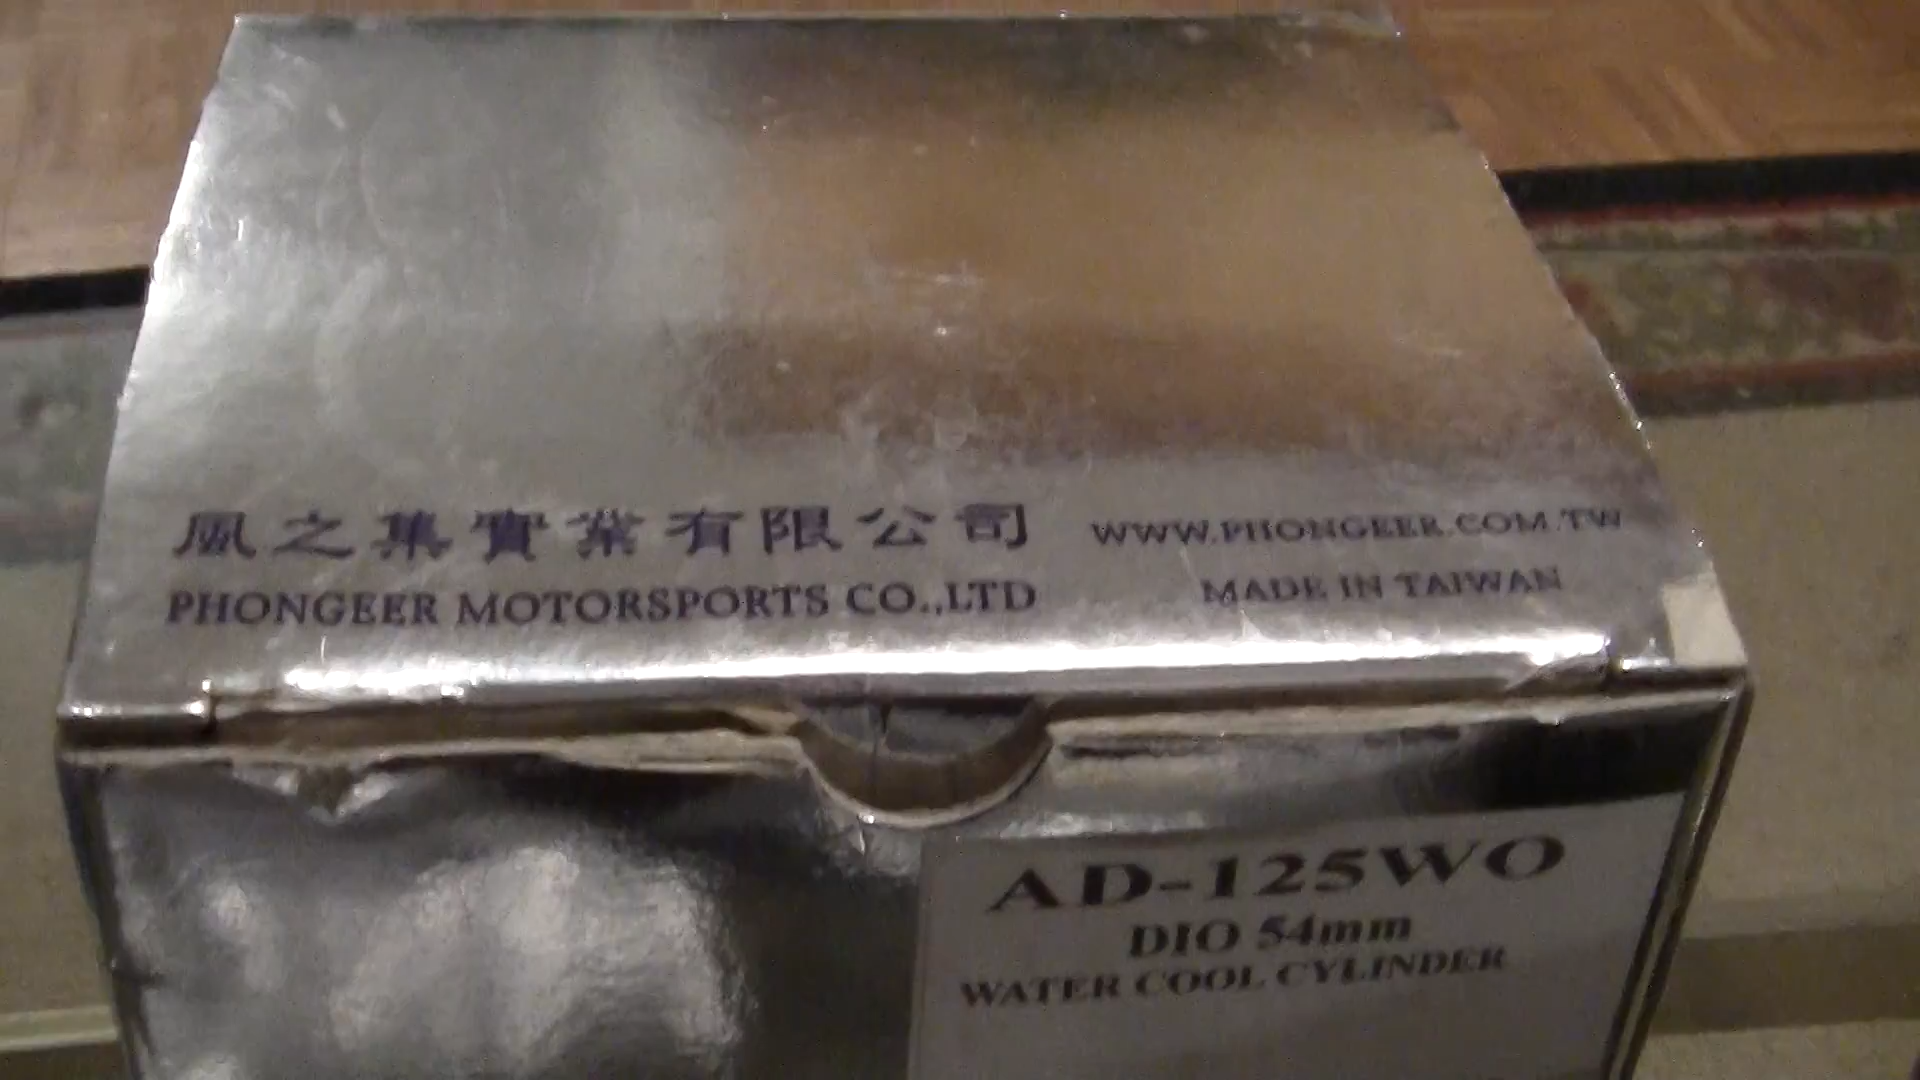 風之集實業有限公司
PHONGEER MOTORSPORTS CO.,LTD
WWW.PHONGEER.COM.TW
MADE IN TAIWAN
AD-125WO
DIO 54mm
WATER COOL CYLINDER